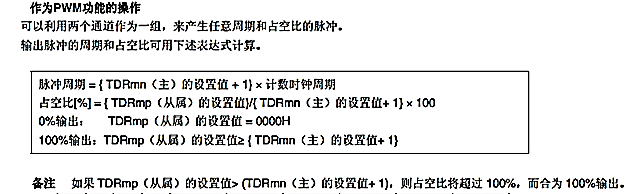 作为PWM功能的操作
可以利用两个通道作为一组，来产生任意周期和占空比的脉冲。
输出脉冲的周期和占空比可用下述表达式计算。
脉冲周期 = { TDRmn（主）的设置值 + 1} × 计数时钟周期
占空比[%] = { TDRmp（从属）的设置值}/{ TDRmn（主）的设置值+ 1} × 100
0%输出： TDRmp（从属）的设置值 = 0000H
100%输出：TDRmp（从属）的设置值≥ { TDRmn（主）的设置值+ 1}
备注 如果 TDRmp（从属）的设置值> (TDRmn（主）的设置值+ 1)，则占空比将超过 100%，而合为 100%输出。